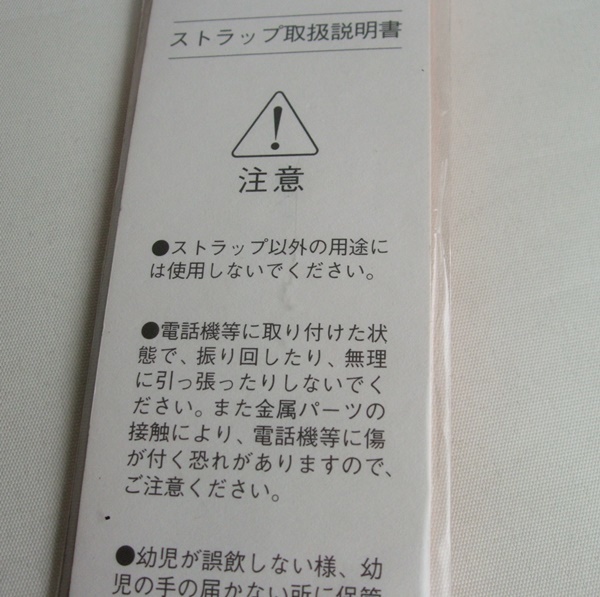 ストラップ取扱説明書
注意
●ストラップ以外の用途に
は使用しないでください。
●電話機等に取り付けた状
態で、振り回したり、無理
に引っ張ったりしないでく
ださい。また金属パーツの
接触により、電話機等に傷
が付く恐れがありますので、
ご注意ください。
●幼児が誤飲しない様、幼
児の手の届かない所に保管